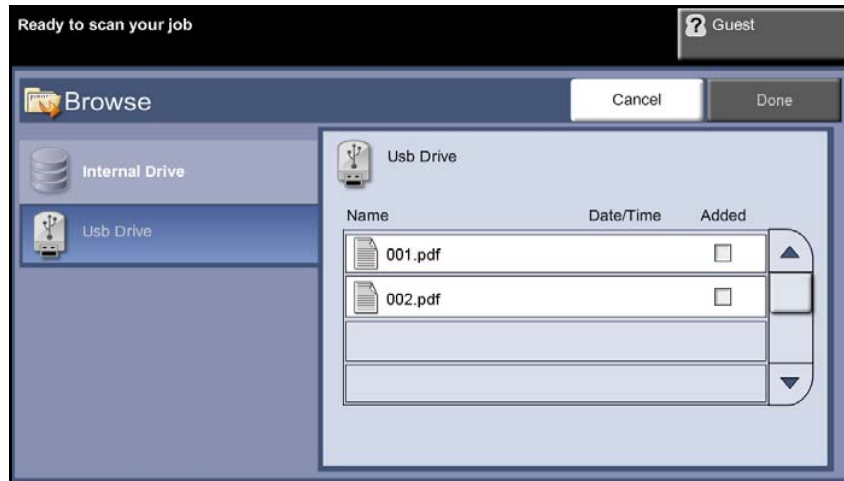 Ready to scan your job
Guest
Browse
Cancel
Done
Internal Drive
Usb Drive
Usb Drive
Name Date/Time Added
001.pdf
002.pdf